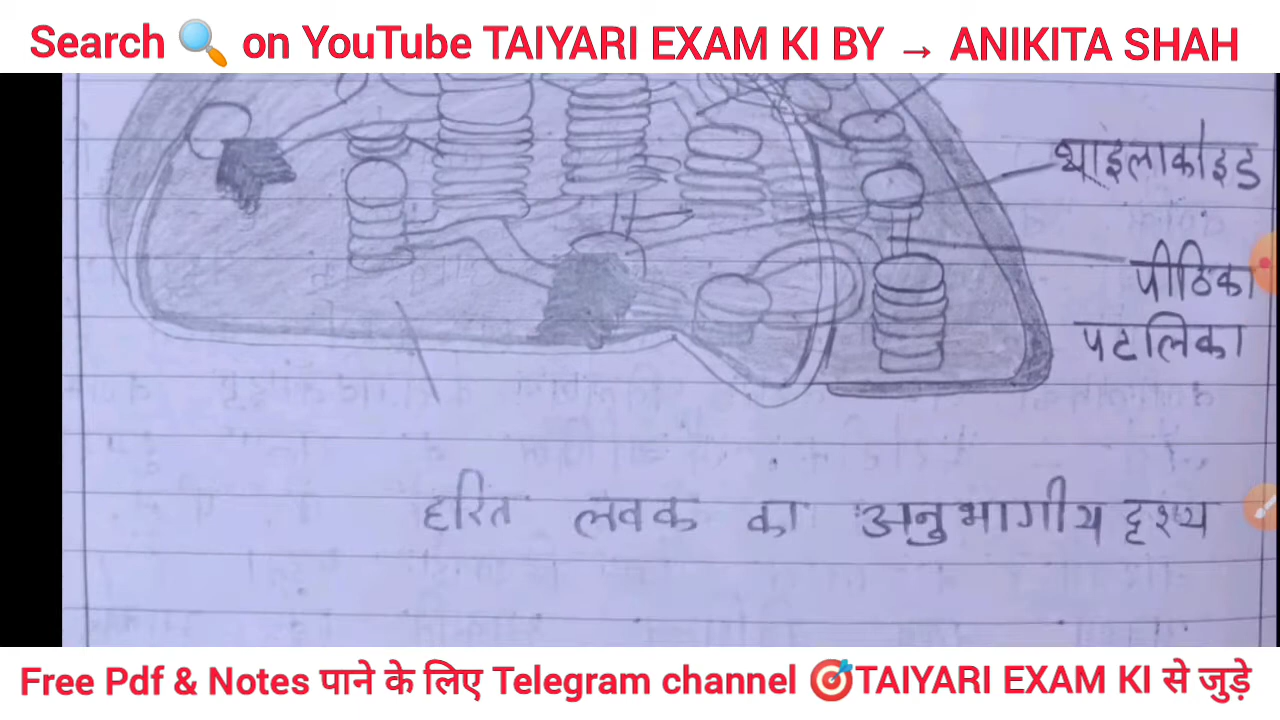 Search 🔍 on YouTube TAIYARI EXAM KI BY → ANIKITA SHAH
थाइलाकोइड
पीठिका
पटलिका
हरित लवक का अनुभागीय दृश्य
Free Pdf & Notes पाने के लिए Telegram channel 🎯TAIYARI EXAM KI से जुड़े